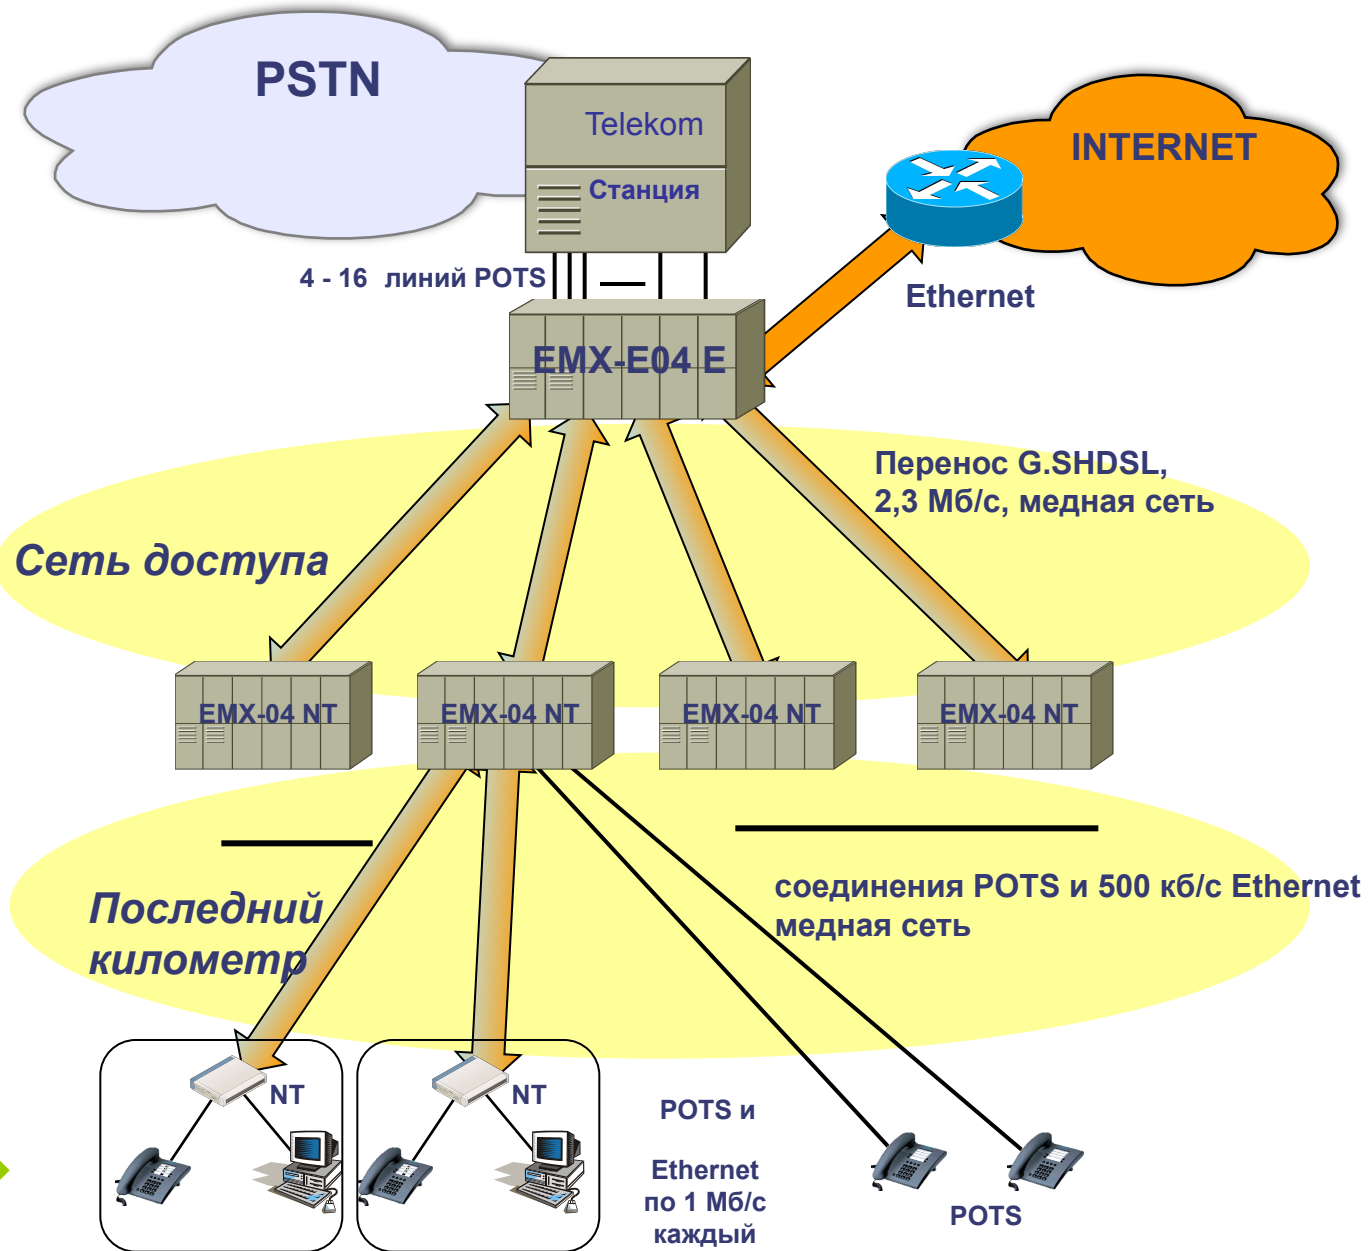 PSTN
Telekom
Станция
INTERNET
4 - 16 линий POTS
Ethernet
EMX-E04 E
Перенос G.SHDSL,
2,3 Мб/с, медная сеть
Сеть доступа
EMX-04 NT
EMX-04 NT
EMX-04 NT
EMX-04 NT
соединения POTS и 500 кб/с Ethernet
медная сеть
Последний
километр
NT
NT
POTS и
Ethernet
по 1 Мб/с
каждый
POTS